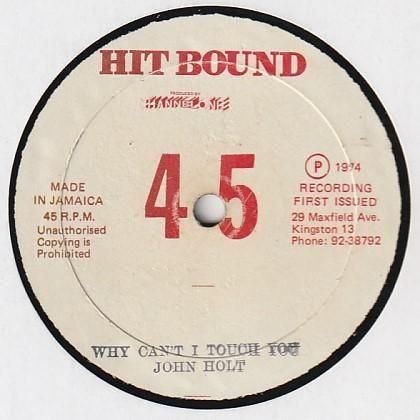 HIT BOUND
PRODUCED BY
CHANNEL ONE
45
MADE
IN JAMAICA
45 R.P.M.
Unauthorised
Copying is
Prohibited
P 1974
RECORDING
FIRST ISSUED
29 Maxfield Ave.
Kingston 13
Phone: 92-38792
WHY CAN'T I TOUCH YOU
JOHN HOLT